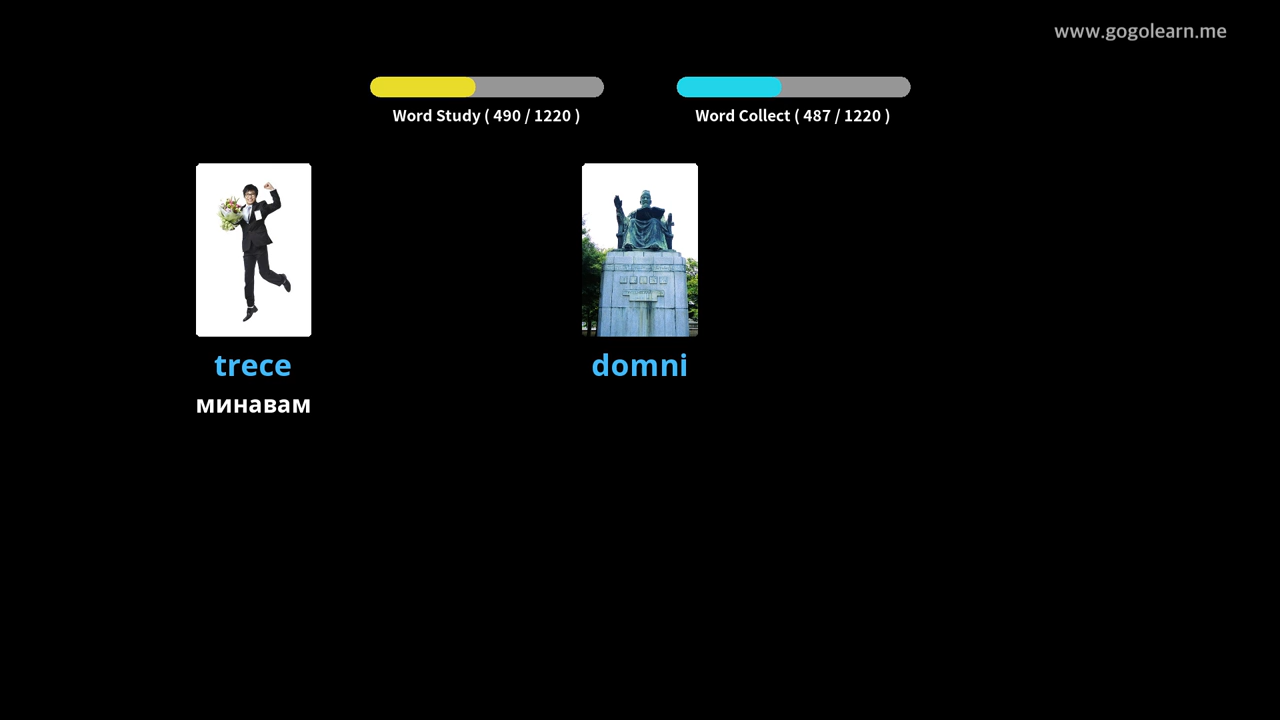 www.gogolearn.me
Word Study ( 490 / 1220 )
Word Collect ( 487 / 1220 )
trece
domni
минавам